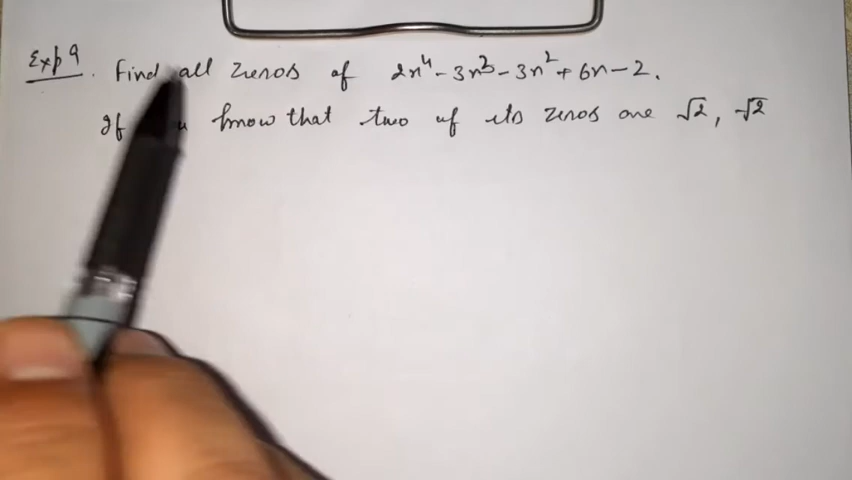 Exp 9. Find all zeros of 2x⁴ - 3x³ - 3x² + 6x - 2.
If know that two of its zeros are √2, -√2